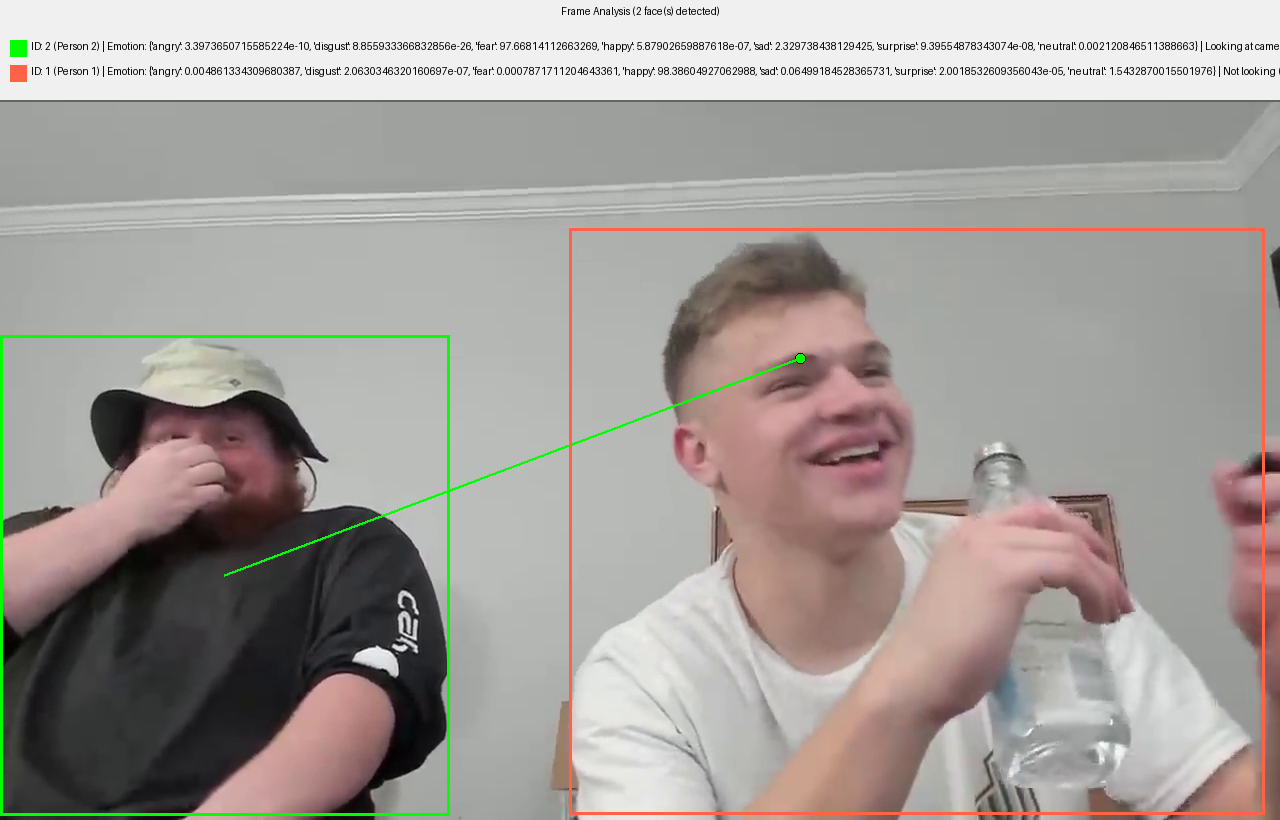 Frame Analysis (2 face(s) detected)
ID: 2 (Person 2) | Emotion: {'angry': 3.3973650715585224e-10, 'disgust': 8.855933366832856e-26, 'fear': 97.66814112663269, 'happy': 5.87902659887618e-07, 'sad': 2.329738438129425, 'surprise': 9.39554878343074e-08, 'neutral': 0.002120846511388663} | Looking at came
ID: 1 (Person 1) | Emotion: {'angry': 0.004861334309680387, 'disgust': 2.0630346320160697e-07, 'fear': 0.0007871711204643361, 'happy': 98.38604927062988, 'sad': 0.06499184528365731, 'surprise': 2.0018532609356043e-05, 'neutral': 1.5432870015501976} | Not looking